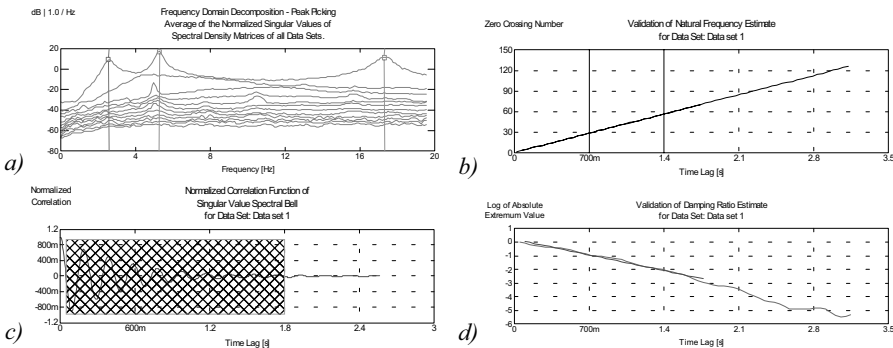 dB | 1.0 / Hz
Frequency Domain Decomposition - Peak Picking
Average of the Normalized Singular Values of
Spectral Density Matrices of all Data Sets.
20
0
-20
-40
-60
-80
0
4
8
12
16
20
Frequency [Hz]
a)
Zero Crossing Number
Validation of Natural Frequency Estimate
for Data Set: Data set 1
150
120
90
60
30
0
0
700m
1.4
2.1
2.8
3.5
Time Lag [s]
b)
Normalized
Correlation
Normalized Correlation Function of
Singular Value Spectral Bell
for Data Set: Data set 1
1.2
800m
400m
0
-400m
-800m
-1.2
0
600m
1.2
1.8
2.4
3
Time Lag [s]
c)
Log of Absolute
Extremum Value
Validation of Damping Ratio Estimate
for Data Set: Data set 1
1
0
-1
-2
-3
-4
-5
-6
0
700m
1.4
2.1
2.8
3.5
Time Lag [s]
d)